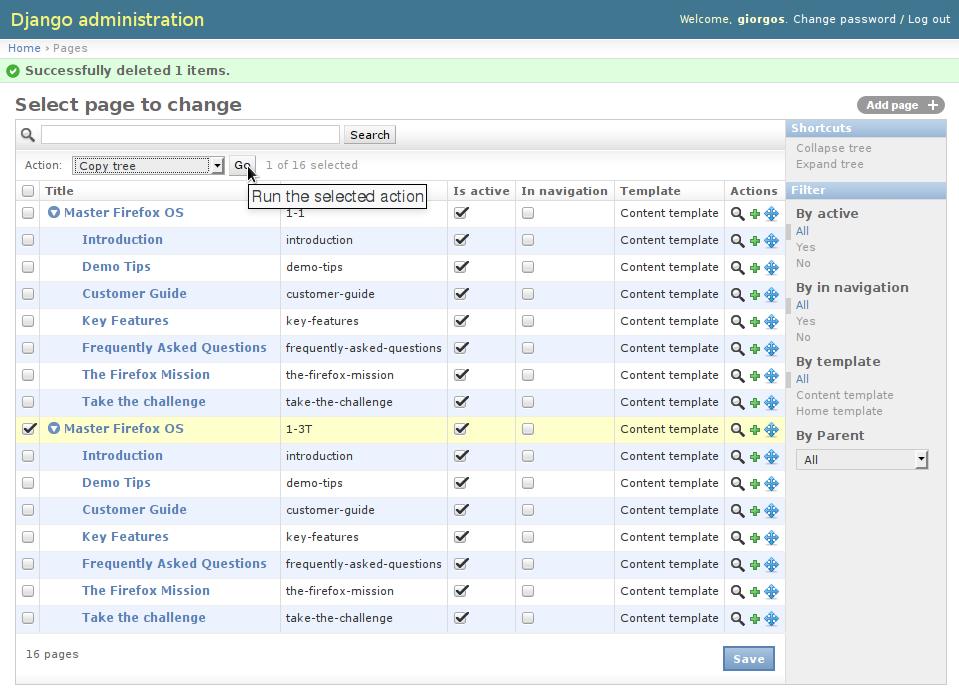 Django administration
Welcome, giorgos. Change password / Log out
Home › Pages
Successfully deleted 1 items.
Select page to change
Add page +
Search
Action: Copy tree Go 1 of 16 selected
Run the selected action
Title Is active In navigation Template Actions
Master Firefox OS 1-1 Content template
Introduction introduction Content template
Demo Tips demo-tips Content template
Customer Guide customer-guide Content template
Key Features key-features Content template
Frequently Asked Questions frequently-asked-questions Content template
The Firefox Mission the-firefox-mission Content template
Take the challenge take-the-challenge Content template
Master Firefox OS 1-3T Content template
Introduction introduction Content template
Demo Tips demo-tips Content template
Customer Guide customer-guide Content template
Key Features key-features Content template
Frequently Asked Questions frequently-asked-questions Content template
The Firefox Mission the-firefox-mission Content template
Take the challenge take-the-challenge Content template
16 pages
Save
Shortcuts
Collapse tree
Expand tree
Filter
By active
All
Yes
No
By in navigation
All
Yes
No
By template
All
Content template
Home template
By Parent
All